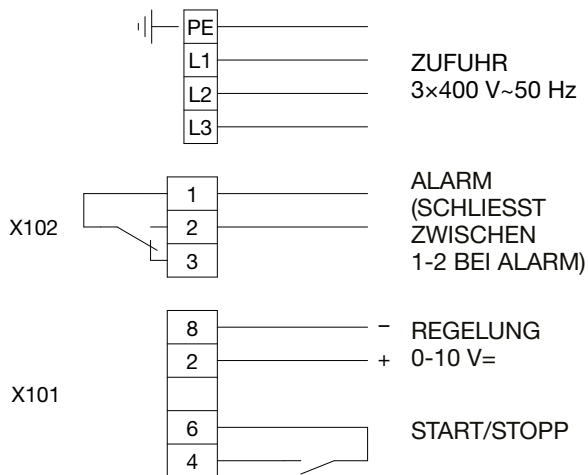 PE
L1
L2
L3
ZUFUHR
3×400 V~50 Hz
X102
1
2
3
ALARM
(SCHLIESST
ZWISCHEN
1-2 BEI ALARM)
X101
8
2
6
4
− REGELUNG
+ 0-10 V=
START/STOPP